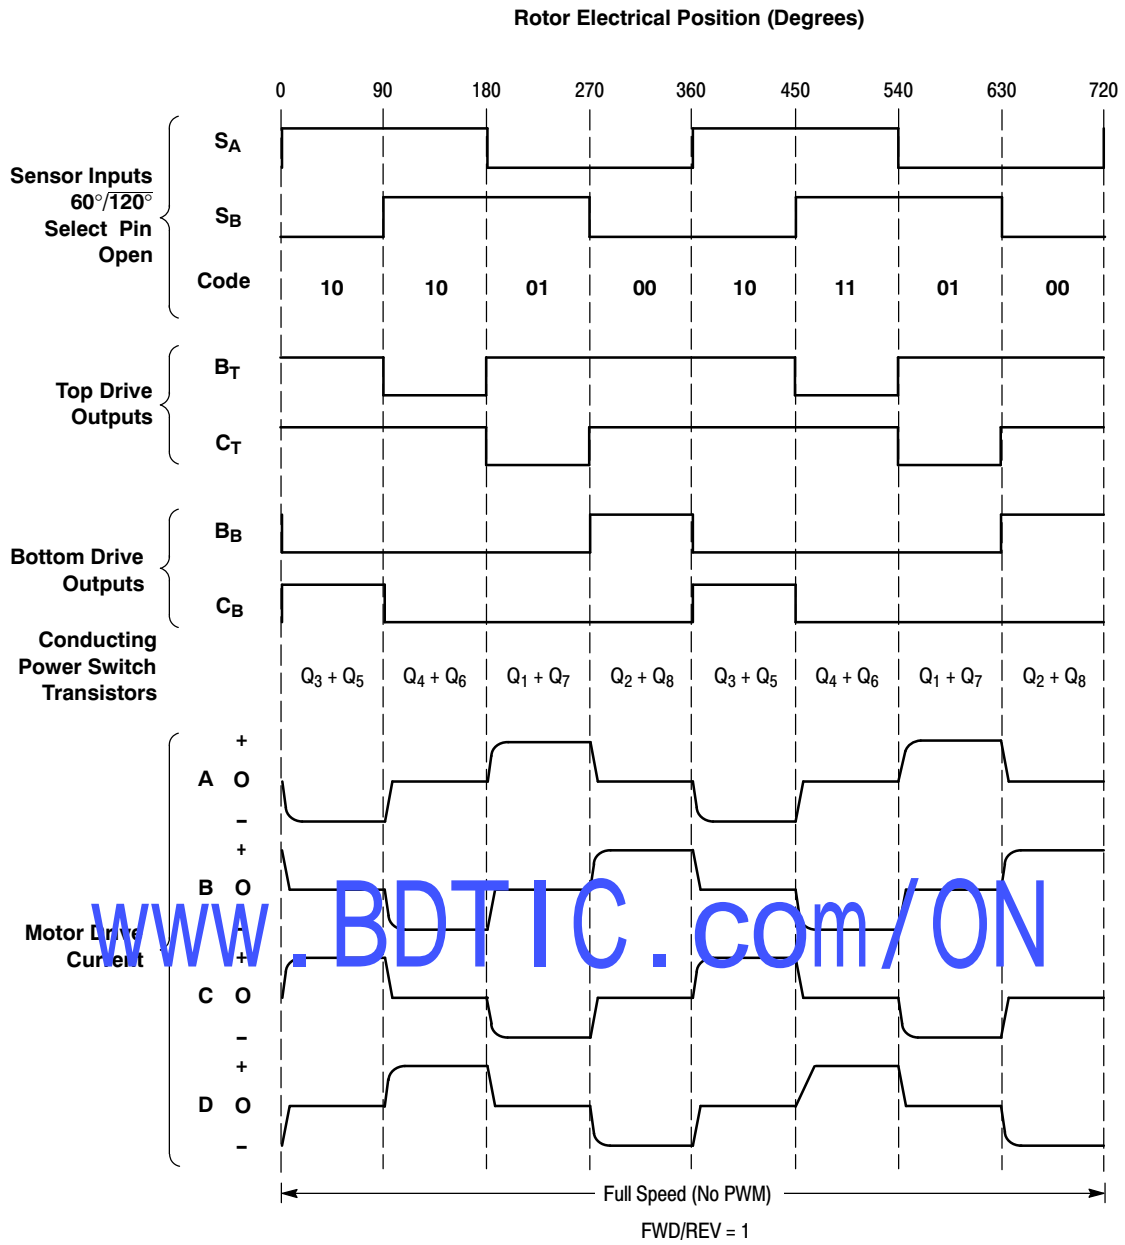 Rotor Electrical Position (Degrees)
0 90 180 270 360 450 540 630 720
Sensor Inputs
60°/120°
Select Pin
Open
SA
SB
Code
10 10 01 00 10 11 01 00
Top Drive
Outputs
BT
CT
Bottom Drive
Outputs
BB
CB
Conducting
Power Switch
Transistors
Q3 + Q5 Q4 + Q6 Q1 + Q7 Q2 + Q8 Q3 + Q5 Q4 + Q6 Q1 + Q7 Q2 + Q8
Motor Drive
Current
+
A O
−
+
B O
−
+
C O
−
+
D O
−
www.BDTIC.com/ON
Full Speed (No PWM)
FWD/REV = 1